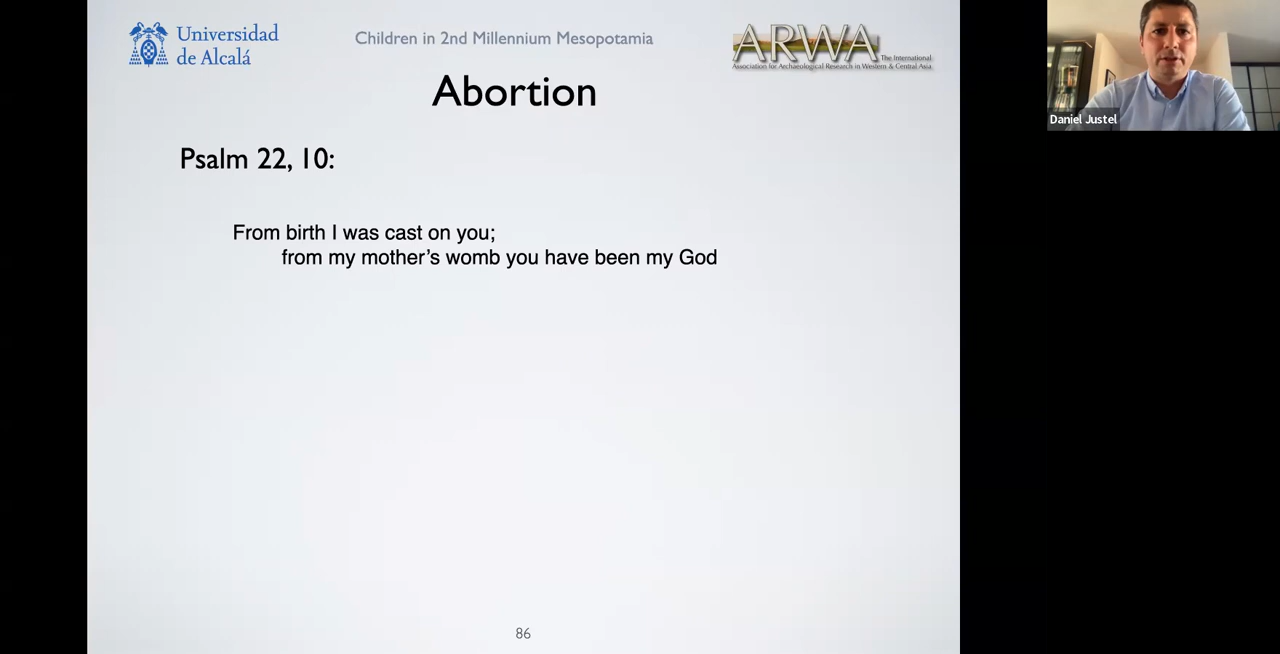 Universidad
de Alcalá
Children in 2nd Millennium Mesopotamia
ARWA
The International
Association for Archaeological Research in Western & Central Asia
Abortion
Psalm 22, 10:
From birth I was cast on you;
from my mother’s womb you have been my God
86
Daniel Justel